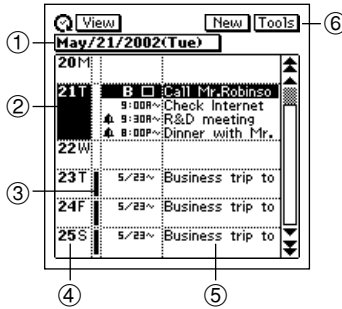 View New Tools ⑥
① May/21/2002(Tue)
20M
② 21T B Call Mr.Robinso
9:00A~ Check Internet
9:30A~ R&D meeting
8:00P~ Dinner with Mr.
22W
③ 23T 5/23~ Business trip to
24F 5/23~ Business trip to
25S 5/23~ Business trip to
④ ⑤